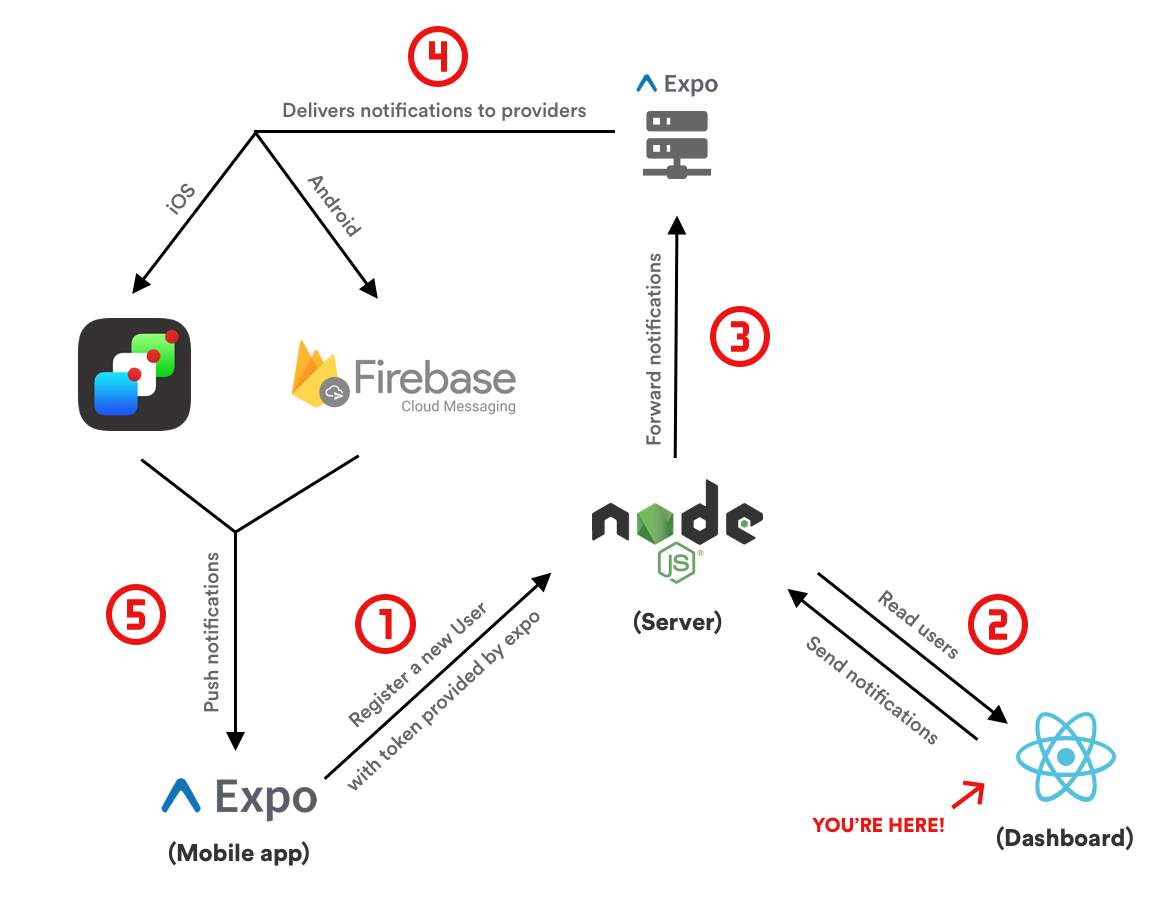 4
Expo
Delivers notifications to providers
iOS
Android
Forward notifications
3
Firebase
Cloud Messaging
node
JS
®
(Server)
5
Push notifications
1
Register a new User
with token provided by expo
Read users
2
Send notifications
Expo
(Mobile app)
YOU'RE HERE!
(Dashboard)